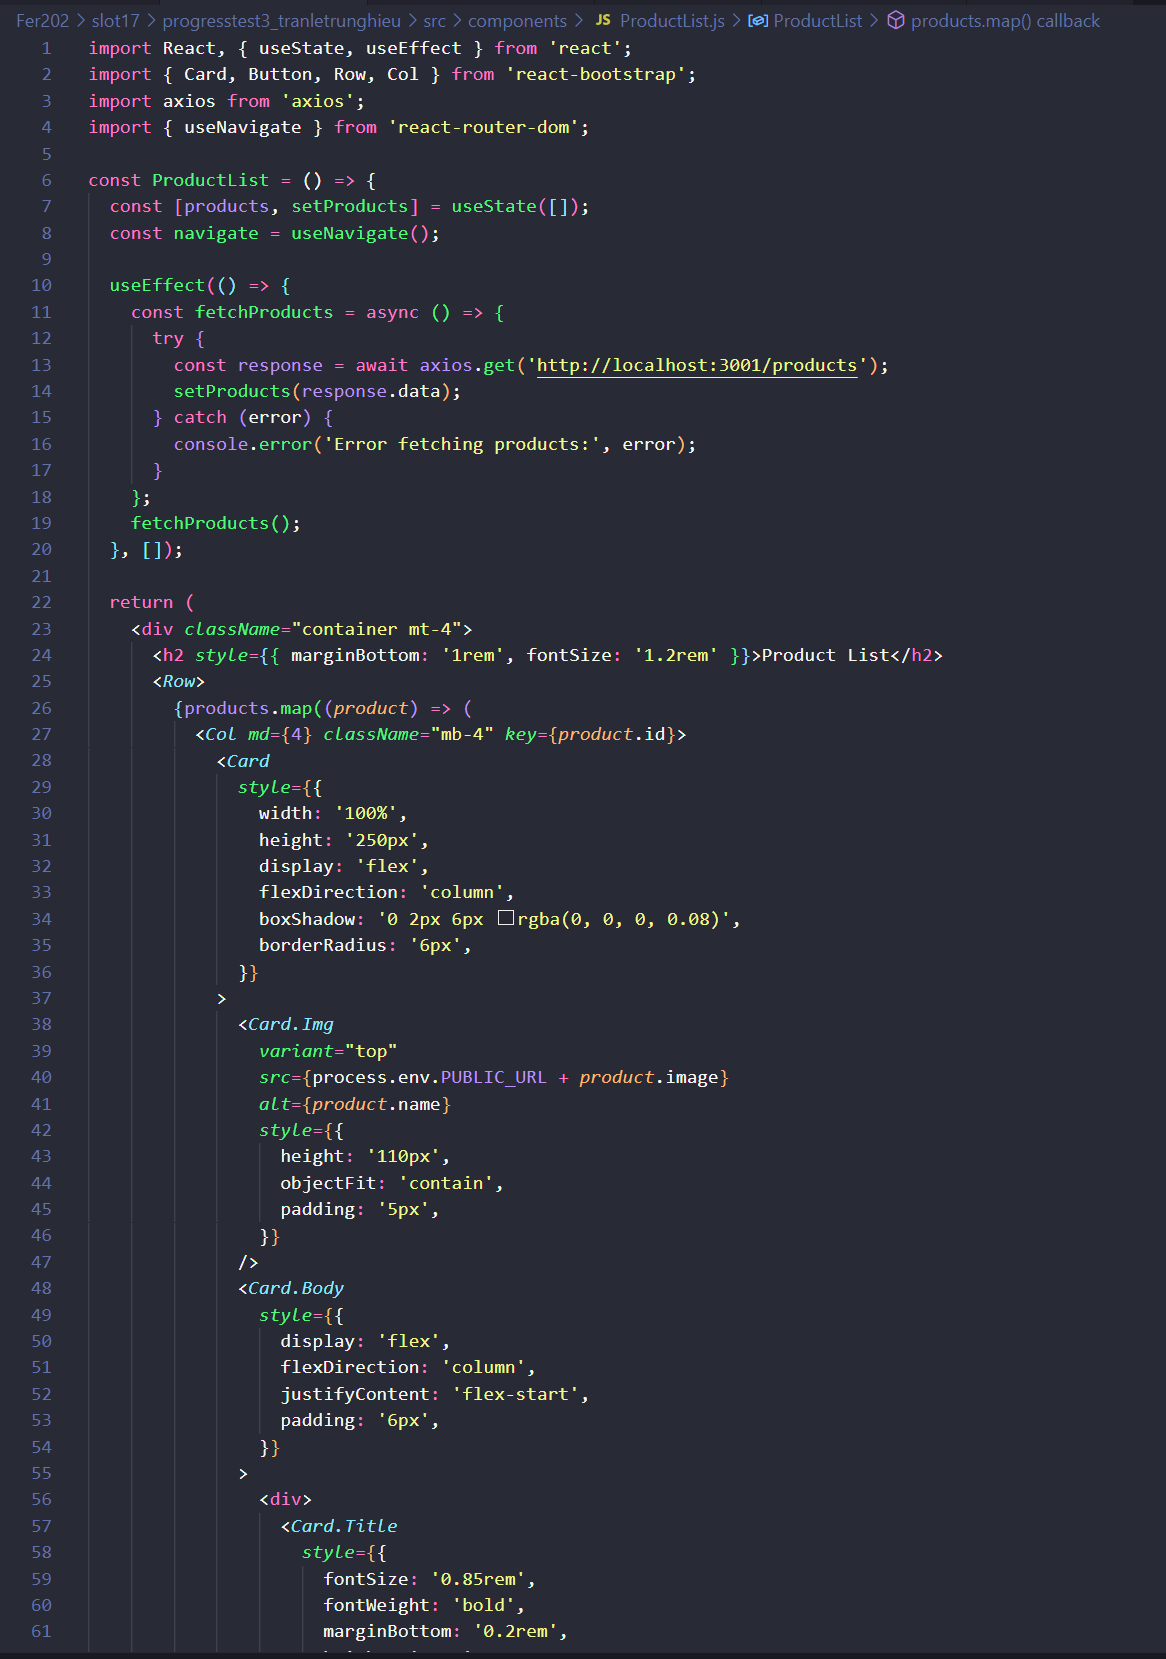 Fer202 > slot17 > progresstest3_tranletrunghieu > src > components > JS ProductList.js > ProductList > products.map() callback
1 import React, { useState, useEffect } from 'react';
2 import { Card, Button, Row, Col } from 'react-bootstrap';
3 import axios from 'axios';
4 import { useNavigate } from 'react-router-dom';
5
6 const ProductList = () => {
7   const [products, setProducts] = useState([]);
8   const navigate = useNavigate();
9
10   useEffect(() => {
11     const fetchProducts = async () => {
12       try {
13         const response = await axios.get('http://localhost:3001/products');
14         setProducts(response.data);
15       } catch (error) {
16         console.error('Error fetching products:', error);
17       }
18     };
19     fetchProducts();
20   }, []);
21
22   return (
23     <div className="container mt-4">
24       <h2 style={{ marginBottom: '1rem', fontSize: '1.2rem' }}>Product List</h2>
25       <Row>
26         {products.map((product) => (
27           <Col md={4} className="mb-4" key={product.id}>
28             <Card
29               style={{
30                 width: '100%',
31                 height: '250px',
32                 display: 'flex',
33                 flexDirection: 'column',
34                 boxShadow: '0 2px 6px rgba(0, 0, 0, 0.08)',
35                 borderRadius: '6px',
36               }}
37             >
38               <Card.Img
39                 variant="top"
40                 src={process.env.PUBLIC_URL + product.image}
41                 alt={product.name}
42                 style={{
43                   height: '110px',
44                   objectFit: 'contain',
45                   padding: '5px',
46                 }}
47               />
48               <Card.Body
49                 style={{
50                   display: 'flex',
51                   flexDirection: 'column',
52                   justifyContent: 'flex-start',
53                   padding: '6px',
54                 }}
55               >
56                 <div>
57                   <Card.Title
58                     style={{
59                       fontSize: '0.85rem',
60                       fontWeight: 'bold',
61                       marginBottom: '0.2rem',